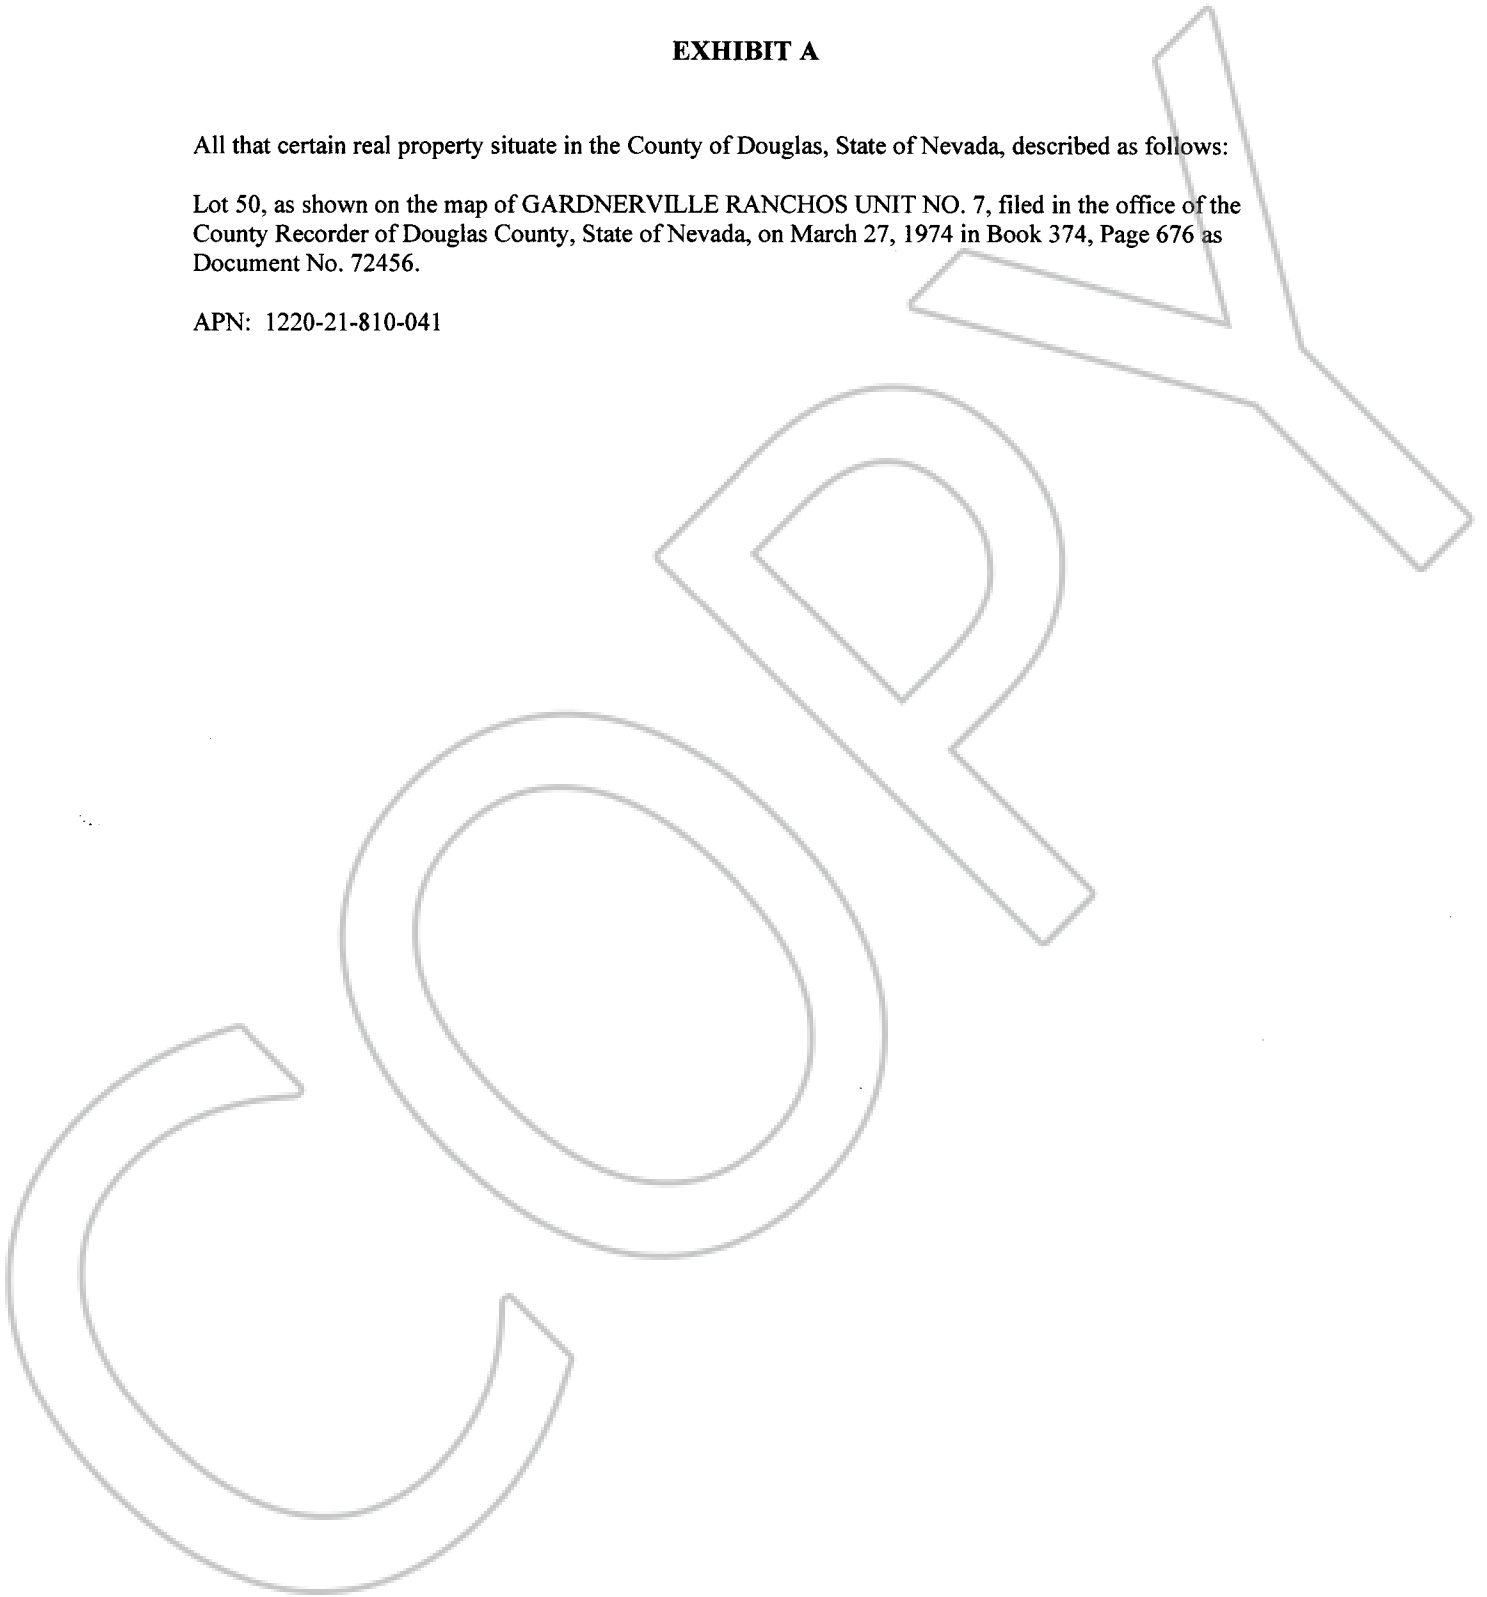 EXHIBIT A
All that certain real property situate in the County of Douglas, State of Nevada, described as follows:
Lot 50, as shown on the map of GARDNERVILLE RANCHOS UNIT NO. 7, filed in the office of the
County Recorder of Douglas County, State of Nevada, on March 27, 1974 in Book 374, Page 676 as
Document No. 72456.
APN: 1220-21-810-041
COPY